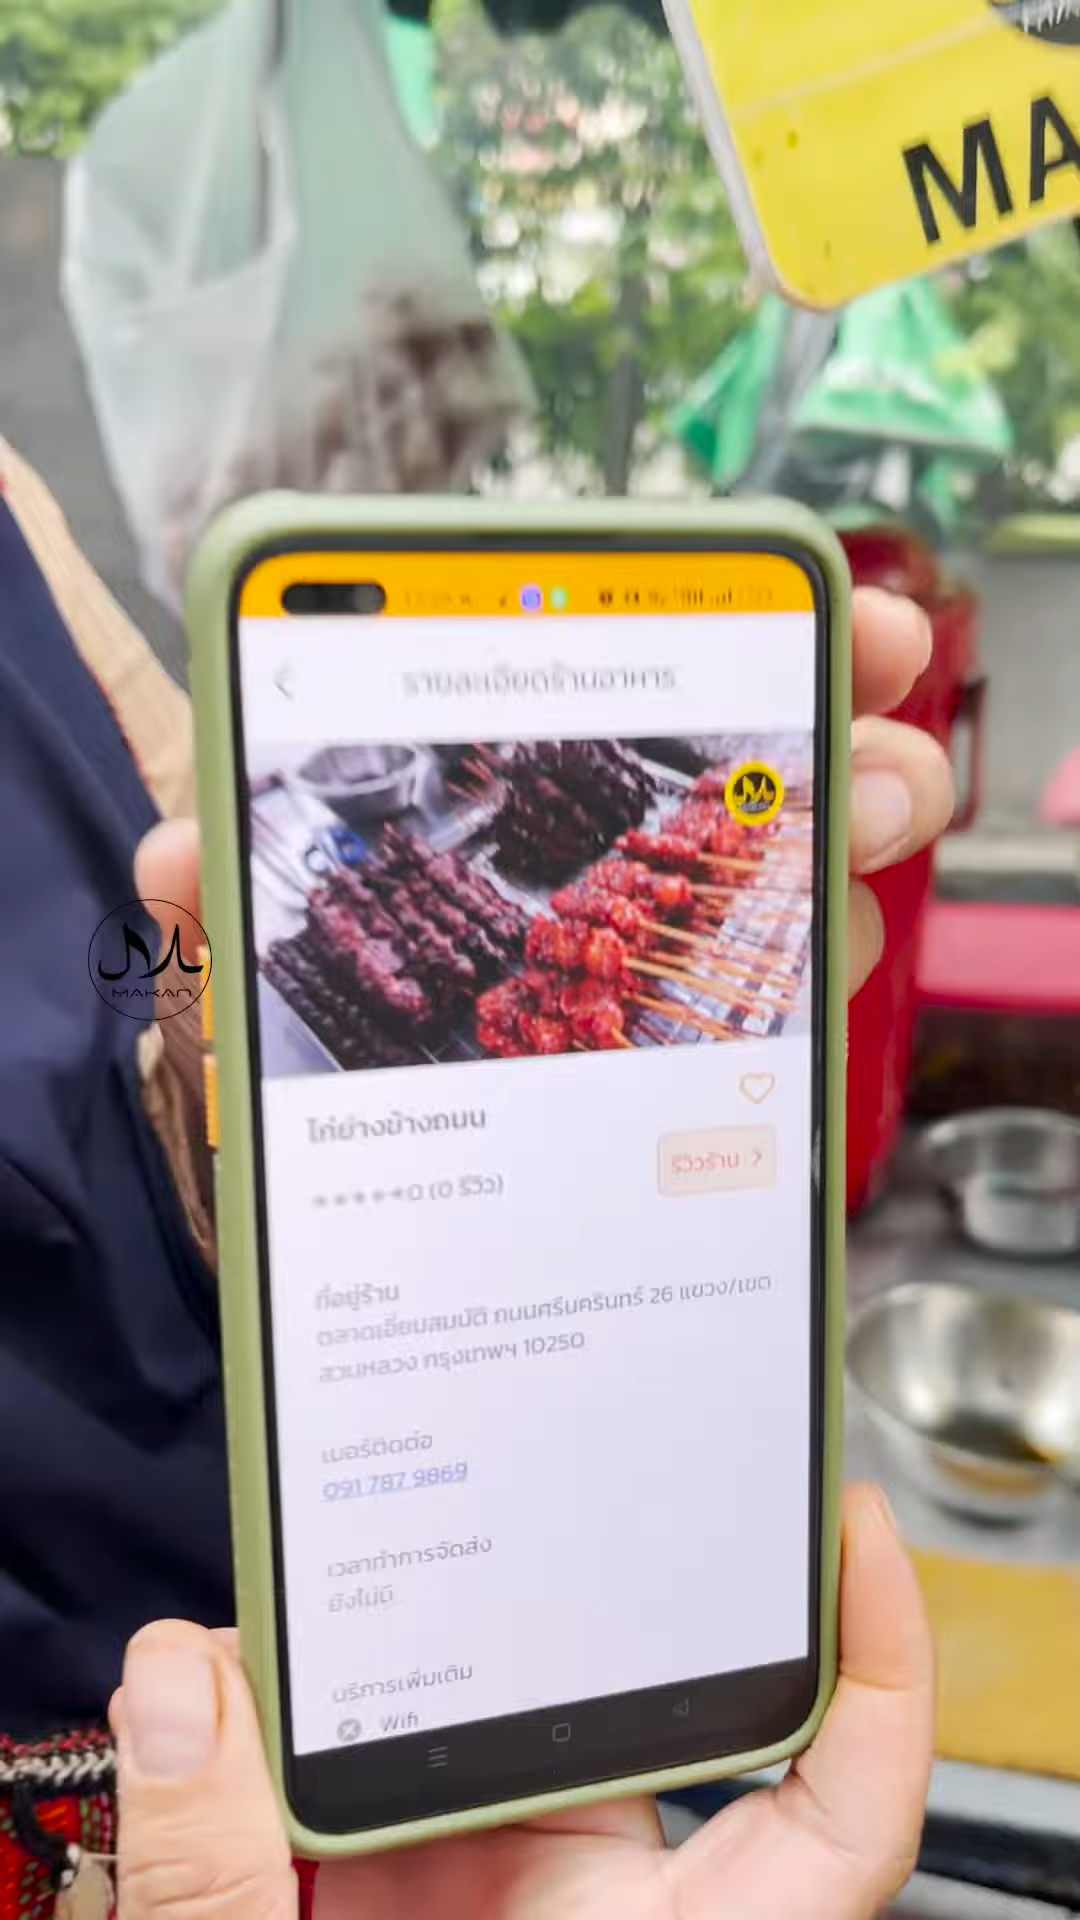 MA
รายละเอียดร้านอาหาร
ไก่ย่างข้างถนน
รีวิวร้าน >
0 (0 รีวิว)
ที่อยู่ร้าน
ตลาดเอี่ยมสมบัติ ถนนศรีนครินทร์ 26 แขวง/เขต
สวนหลวง กรุงเทพฯ 10250
เบอร์ติดต่อ
091 787 9869
เวลาทำการจัดส่ง
ยังไม่มี
บริการเพิ่มเติม
Wifi
MAKAN